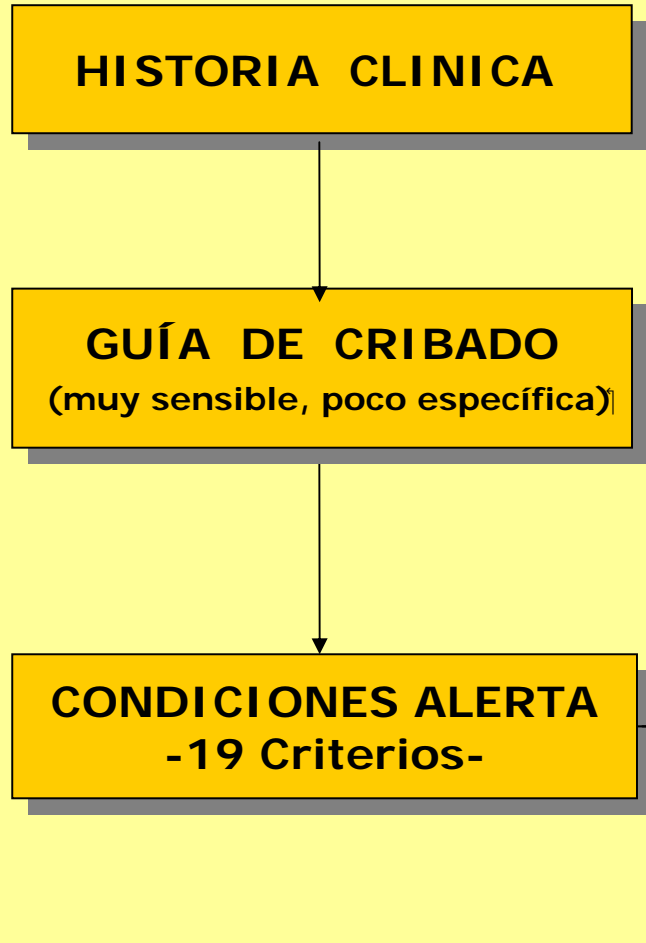 HISTORIA CLINICA
GUÍA DE CRIBADO
(muy sensible, poco específica)
CONDICIONES ALERTA
-19 Criterios-